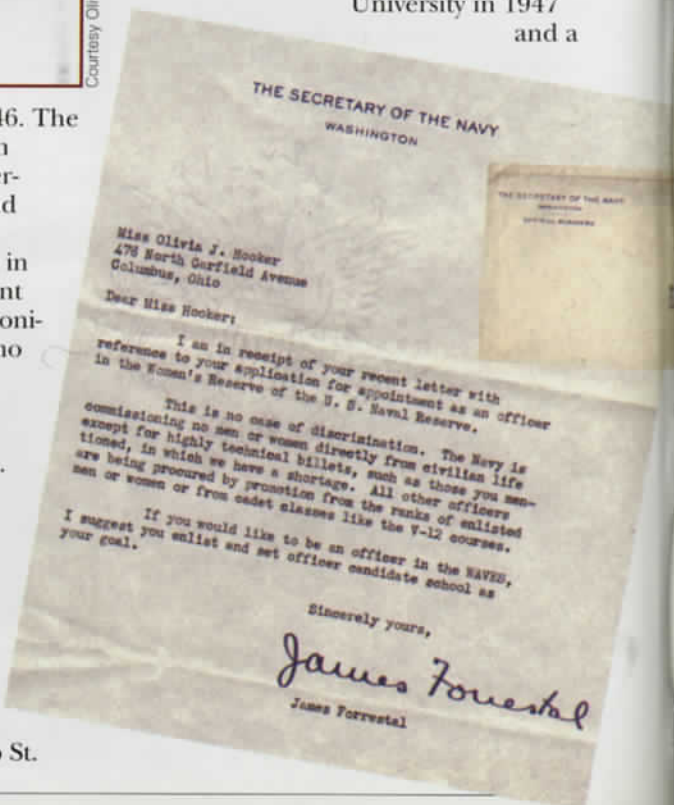 University in 1947
and a
Courtesy Oli
46. The
n
er-
d
in
nt
oni-
no
.
St.
THE SECRETARY OF THE NAVY
WASHINGTON
THE SECRETARY OF THE NAVY
WASHINGTON
OFFICIAL BUSINESS
Miss Olivia J. Hooker
478 North Garfield Avenue
Columbus, Ohio
Dear Miss Hooker:
I am in receipt of your recent letter with
reference to your application for appointment as an officer
in the Women's Reserve of the U. S. Naval Reserve.
This is no case of discrimination. The Navy is
commissioning no men or women directly from civilian life
except for highly technical billets, such as those you men-
tioned, in which we have a shortage. All other officers
are being procured by promotion from the ranks of enlisted
men or women or from cadet classes like the V-12 courses.
If you would like to be an officer in the WAVES,
I suggest you enlist and set officer candidate school as
your goal.
Sincerely yours,
James Forrestal
James Forrestal